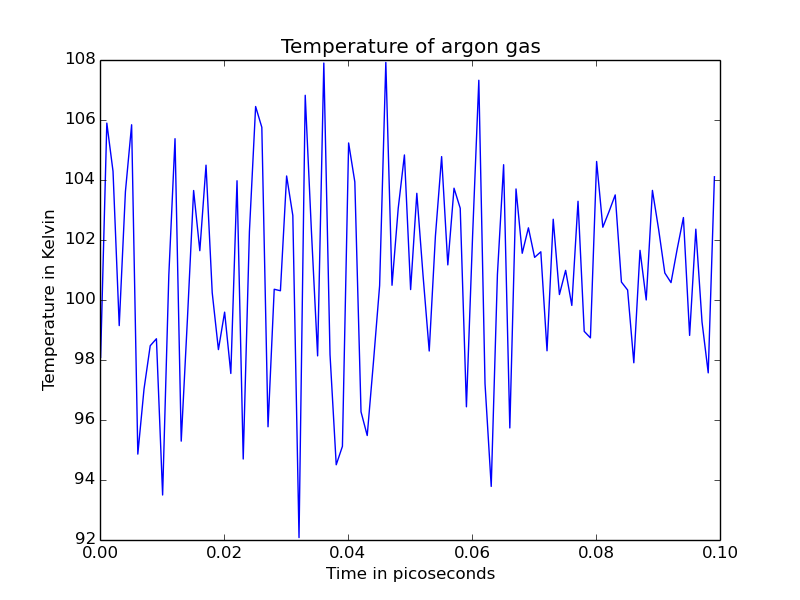 Temperature of argon gas
Temperature in Kelvin
108
106
104
102
100
98
96
94
92
0.00 0.02 0.04 0.06 0.08 0.10
Time in picoseconds